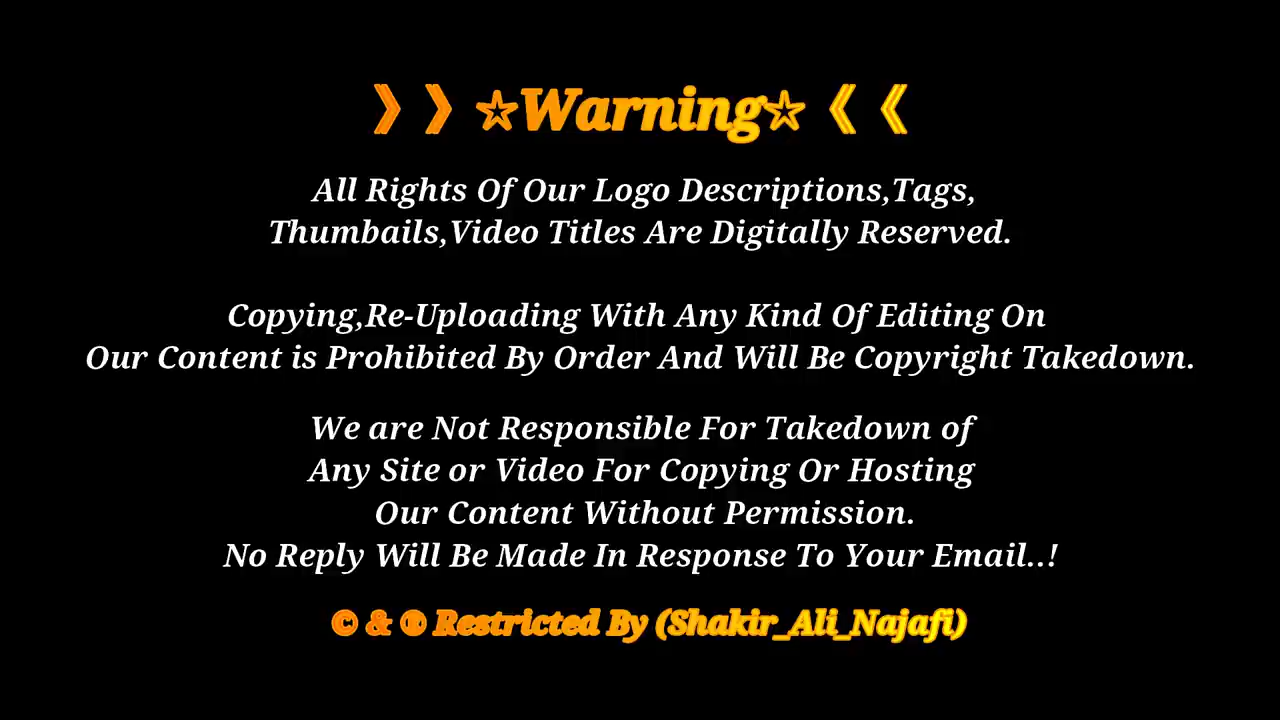 》》☆Warning☆《《
All Rights Of Our Logo Descriptions,Tags,
Thumbails,Video Titles Are Digitally Reserved.
Copying,Re-Uploading With Any Kind Of Editing On
Our Content is Prohibited By Order And Will Be Copyright Takedown.
We are Not Responsible For Takedown of
Any Site or Video For Copying Or Hosting
Our Content Without Permission.
No Reply Will Be Made In Response To Your Email..!
© & ® Restricted By (Shakir_Ali_Najafi)